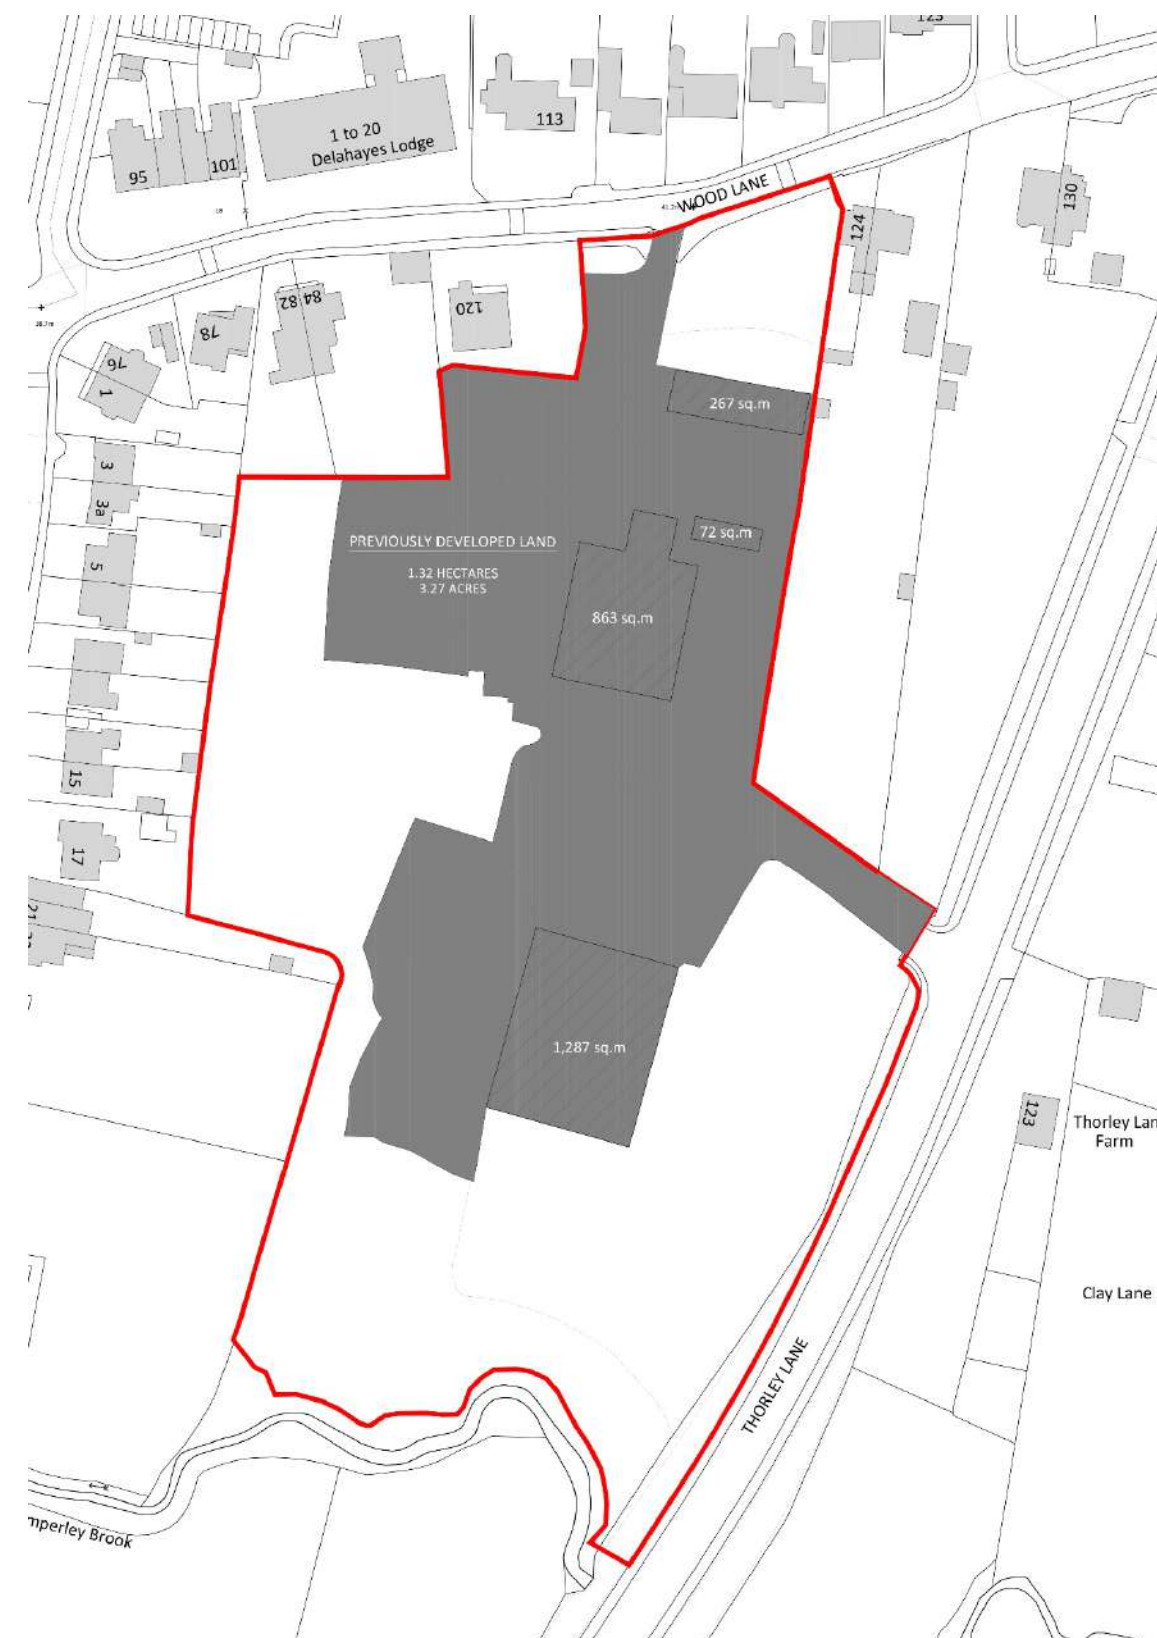 123
1 to 20
Delahayes Lodge
113
95
101
WOOD LANE
130
124
84 82
120
78
76
1
267 sq.m
3
3a
72 sq.m
PREVIOUSLY DEVELOPED LAND
1.32 HECTARES
3.27 ACRES
5
863 sq.m
15
17
21
1,287 sq.m
123
Thorley Lan
Farm
Clay Lane
THORLEY LANE
mperley Brook